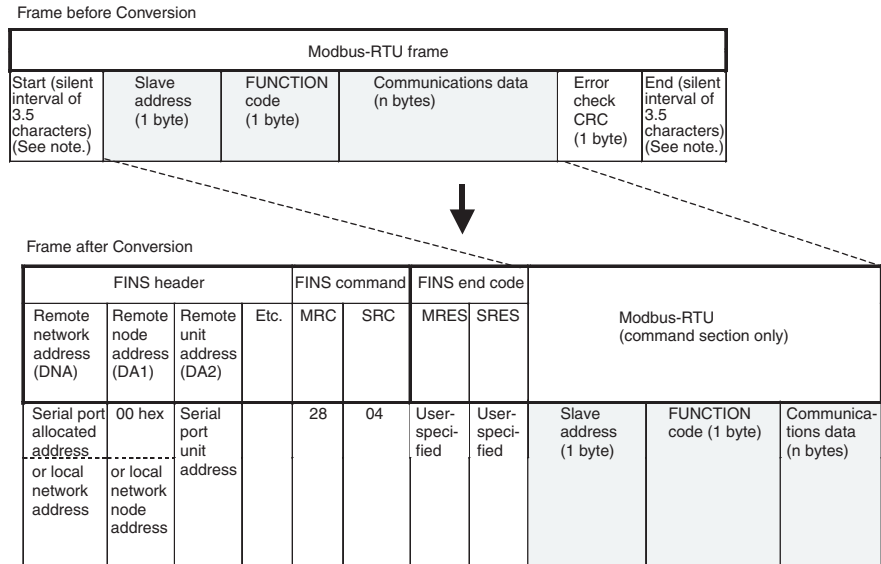 Frame before Conversion
Modbus-RTU frame
Start (silent
interval of
3.5
characters)
(See note.)
Slave
address
(1 byte)
FUNCTION
code
(1 byte)
Communications data
(n bytes)
Error
check
CRC
(1 byte)
End (silent
interval of
3.5
characters)
(See note.)
Frame after Conversion
FINS header
FINS command
FINS end code
Modbus-RTU
(command section only)
Remote
network
address
(DNA)
Remote
node
address
(DA1)
Remote
unit
address
(DA2)
Etc.
MRC
SRC
MRES
SRES
Serial port
allocated
address
or local
network
address
00 hex
or local
network
node
address
Serial
port
unit
address
28
04
User-
speci-
fied
User-
speci-
fied
Slave
address
(1 byte)
FUNCTION
code (1 byte)
Communica-
tions data
(n bytes)